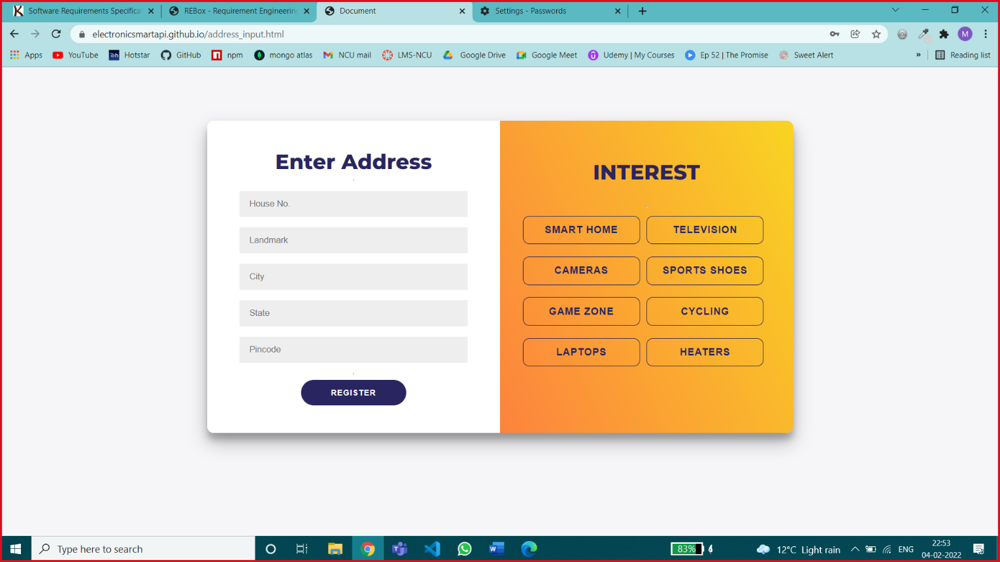 Software Requirements Specificat
REBox - Requirement Engineering
Document
Settings - Passwords
electronicsmartapi.github.io/address_input.html
M
Apps
YouTube
Hotstar
GitHub
npm
mongo atlas
NCU mail
LMS-NCU
Google Drive
Google Meet
Udemy | My Courses
Ep 52 | The Promise
Sweet Alert
»
Reading list
Enter Address
House No.
Landmark
City
State
Pincode
REGISTER
INTEREST
SMART HOME
TELEVISION
CAMERAS
SPORTS SHOES
GAME ZONE
CYCLING
LAPTOPS
HEATERS
Type here to search
83%
12°C Light rain
ENG
22:53
04-02-2022